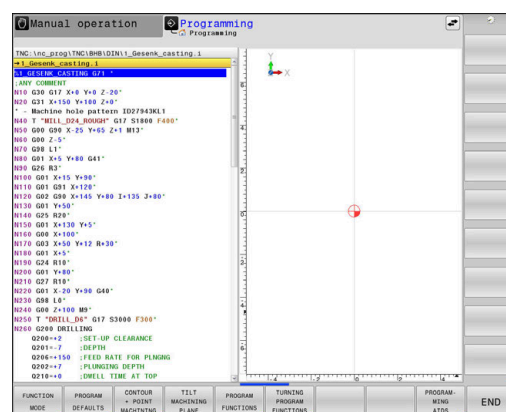 Manual operation
Programming
Programming
TNC:\nc_prog\TNC\BHB\DIN\1_Gesenk_casting.i
→1_Gesenk_casting.i
%1_GESENK_CASTING G71 *
;ANY COMMENT
N10 G30 G17 X+0 Y+0 Z-20*
N20 G31 X+150 Y+100 Z+0*
* - Machine hole pattern ID27943KL1
N40 T "MILL_D24_ROUGH" G17 S1800 F400*
N50 G00 G90 X-25 Y+65 Z+1 M13*
N60 G00 Z-5*
N70 G98 L1*
N80 G01 X+5 Y+80 G41*
N90 G26 R3*
N100 G01 X+15 Y+90*
N110 G01 G91 X+120*
N120 G02 G90 X+145 Y+80 I+135 J+80*
N130 G01 Y+50*
N140 G25 R20*
N150 G01 X+130 Y+5*
N160 G00 X+100*
N170 G03 X+50 Y+12 R+30*
N180 G01 X+5*
N190 G24 R10*
N200 G01 Y+80*
N210 G27 R10*
N220 G01 X-20 Y+90 G40*
N230 G98 L0*
N240 G00 Z+100 M9*
N250 T "DRILL_D6" G17 S3000 F300*
N260 G200 DRILLING
Q200=+2 ;SET-UP CLEARANCE
Q201=-7 ;DEPTH
Q206=+150 ;FEED RATE FOR PLNGNG
Q202=+7 ;PLUNGING DEPTH
Q210=+0 ;DWELL TIME AT TOP
Y
X
FUNCTION MODE
PROGRAM DEFAULTS
CONTOUR + POINT MACHINING
TILT MACHINING PLANE
PROGRAM FUNCTIONS
TURNING PROGRAM FUNCTIONS
PROGRAM- MING AIDS
END